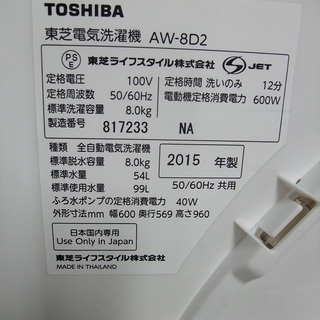 TOSHIBA
東芝電気洗濯機 AW-8D2
PS E 東芝ライフスタイル株式会社 S JET
定格電圧 100V 定格時間 洗いのみ 12分
定格周波数 50/60Hz 電動機定格消費電力 600W
標準洗濯容量 8.0kg
製造番号 817233 NA
種類 全自動電気洗濯機
標準脱水容量 8.0kg 2015 年製
標準水量 54L
標準使用水量 99L 50/60Hz 共用
ふろ水ポンプの定格消費電力 40W
外形寸法mm 幅600 奥行569 高さ960
日本国内専用
Use Only in Japan
東芝ライフスタイル株式会社
MADE IN THAILAND